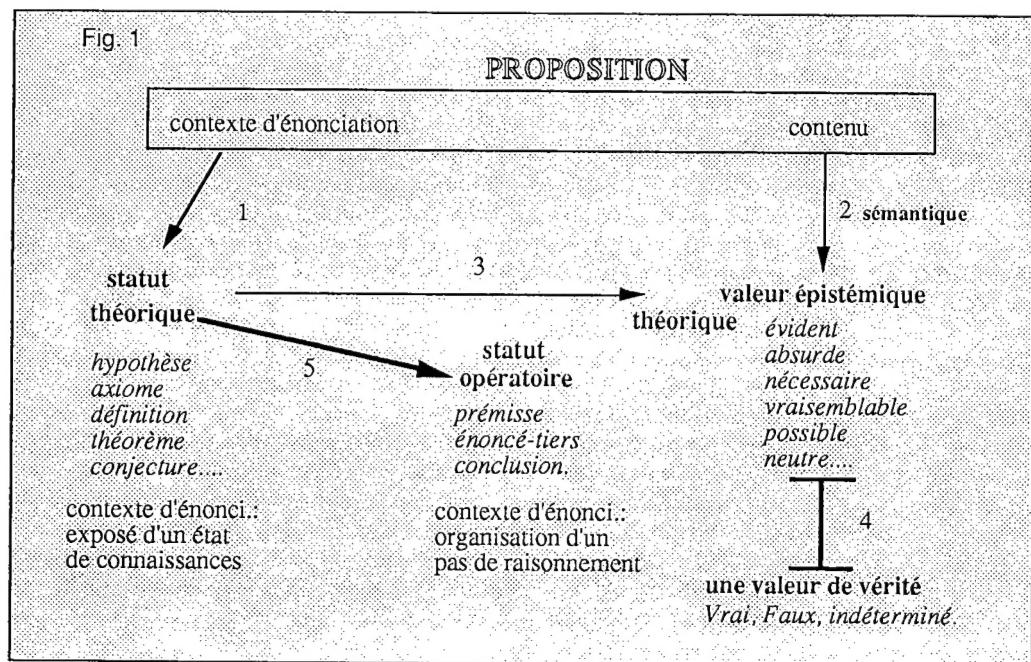 Fig. 1
PROPOSITION
contexte d'énonciation
contenu
1
2 sémantique
3
statut
théorique
valeur épistémique
théorique
évident
absurde
nécessaire
vraisemblable
possible
neutre....
5
statut
opératoire
hypothèse
axiome
définition
théorème
conjecture....
prémisse
énoncé-tiers
conclusion.
contexte d'énonci.:
exposé d'un état
de connaissances
contexte d'énonci.:
organisation d'un
pas de raisonnement
4
une valeur de vérité
Vrai, Faux, indéterminé.